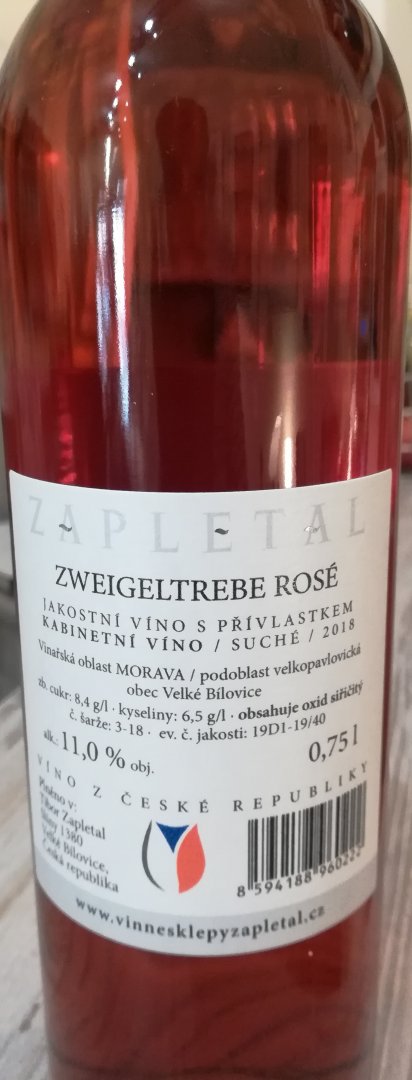 ZAPLETAL
ZWEIGELTREBE ROSÉ
JAKOSTNÍ VÍNO S PŘÍVLASTKEM
KABINETNÍ VÍNO / SUCHÉ / 2018
Vinařská oblast MORAVA / podoblast velkopavlovická
obec Velké Bílovice
zb. cukr: 8,4 g/l · kyseliny: 6,5 g/l · obsahuje oxid siřičitý
č. šarže: 3-18 · ev. č. jakosti: 19D1-19/40
alk.: 11,0 % obj.
0,75 l
VÍNO Z ČESKÉ REPUBLIKY
Plněno v:
Tibor Zapletal
1380
Velké Bílovice,
Česká republika
8 594188 960222
www.vinnesklepyzapletal.cz